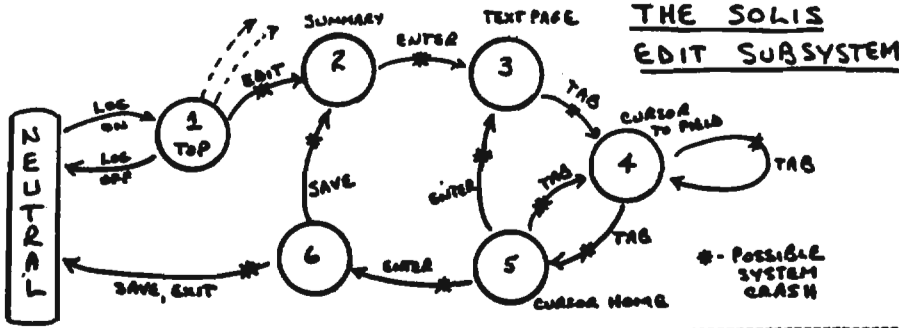 THE SOLIS
EDIT SUBSYSTEM
SUMMARY
TEXT PAGE
?
2
ENTER
3
EDIT
TAB
CURSOR
TO FIELD
LOG
ON
1
TOP
LOG
OFF
NEUTRAL
4
TAB
SAVE
ENTER
TAB
TAB
6
ENTER
5
SAVE, EXIT
CURSOR HOME
* - POSSIBLE
SYSTEM
CRASH